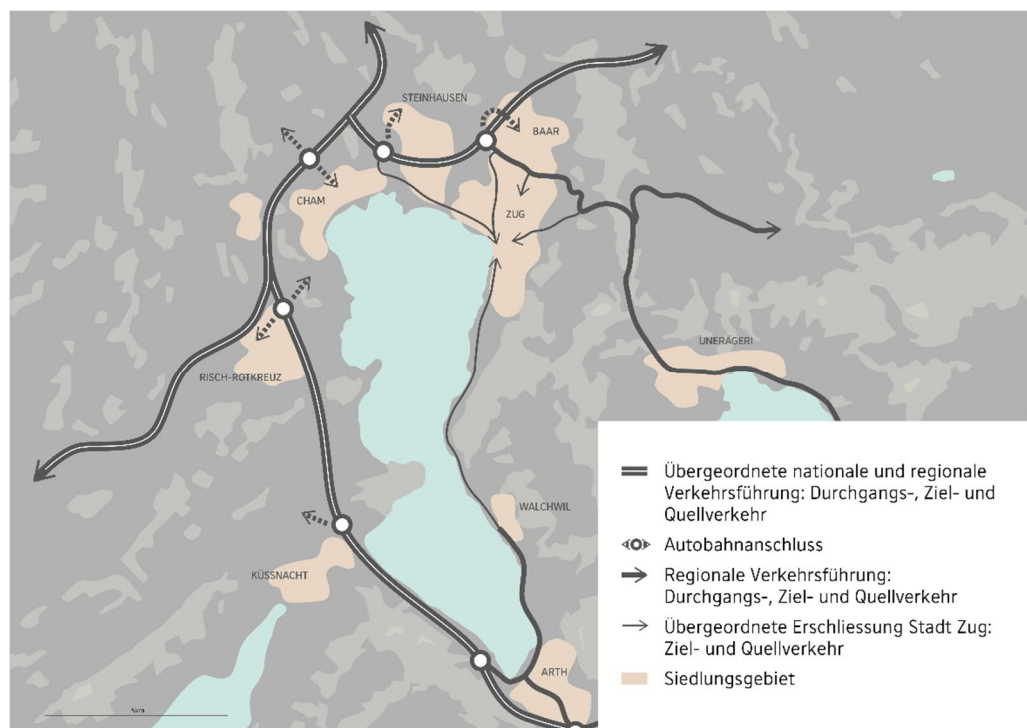 STEINHAUSEN
BAAR
CHAM
ZUG
UNERÄGERI
RISCH-ROTKREUZ
WALCHWIL
KÜSSNACHT
ARTH
Übergeordnete nationale und regionale
Verkehrsführung: Durchgangs-, Ziel- und
Quellverkehr
Autobahnanschluss
Regionale Verkehrsführung:
Durchgangs-, Ziel- und Quellverkehr
Übergeordnete Erschliessung Stadt Zug:
Ziel- und Quellverkehr
Siedlungsgebiet